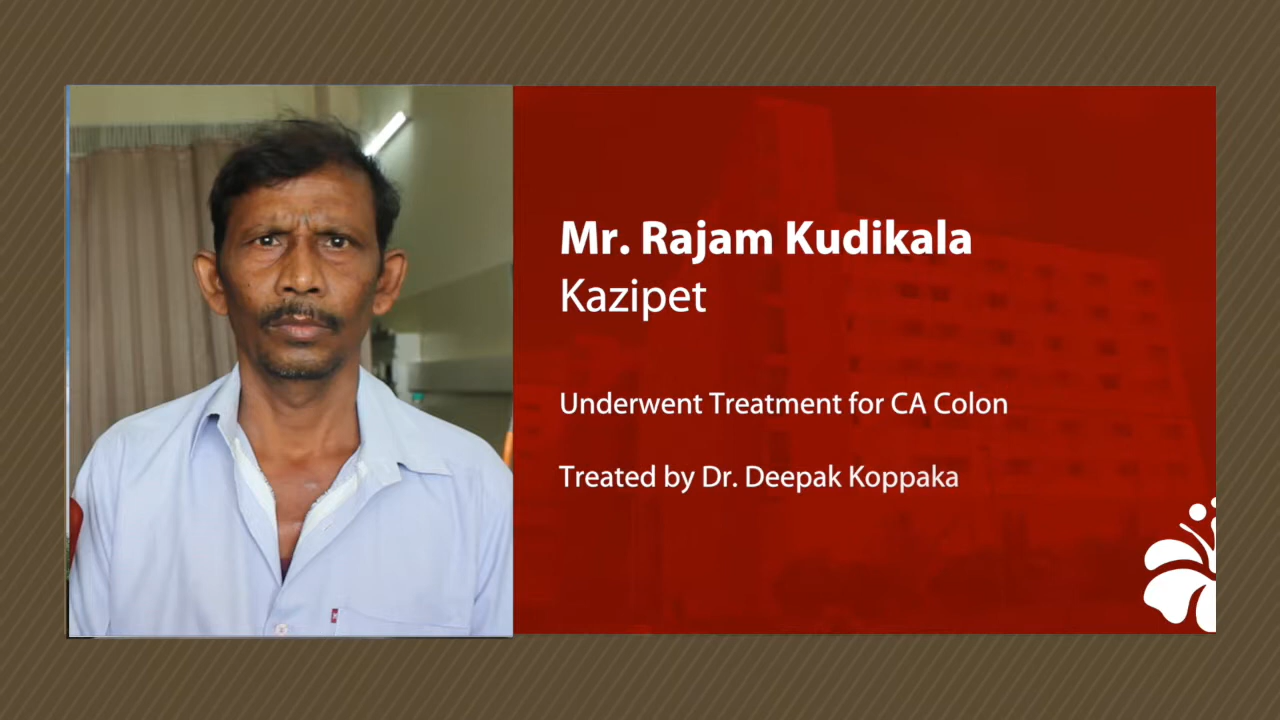 Mr. Rajam Kudikala
Kazipet
Underwent Treatment for CA Colon
Treated by Dr. Deepak Koppaka